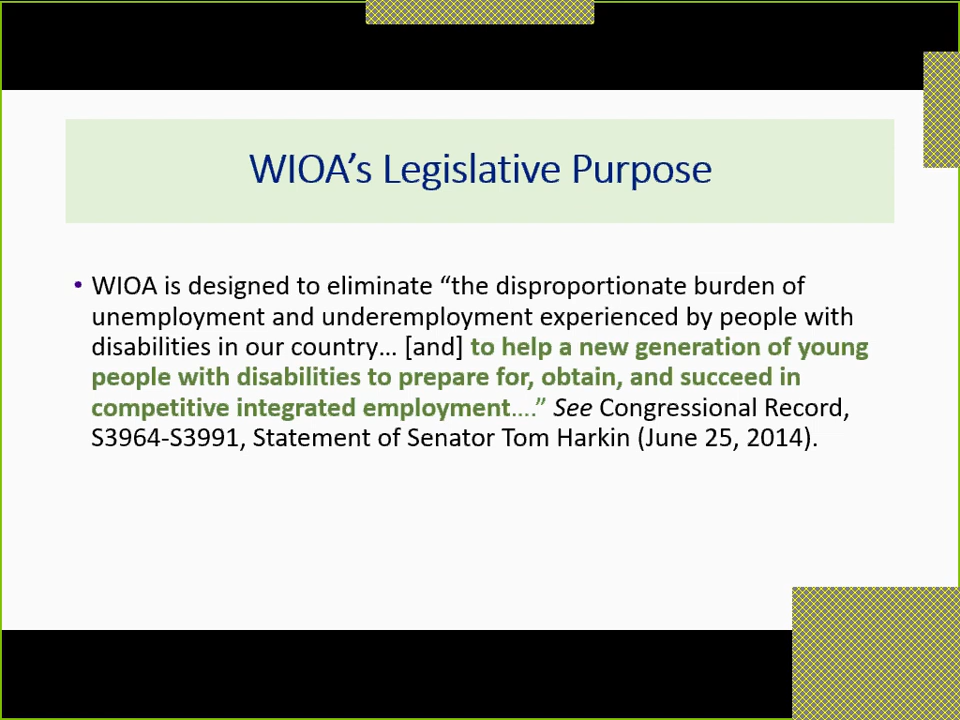 WIOA’s Legislative Purpose
• WIOA is designed to eliminate “the disproportionate burden of
unemployment and underemployment experienced by people with
disabilities in our country… [and] to help a new generation of young
people with disabilities to prepare for, obtain, and succeed in
competitive integrated employment….” See Congressional Record,
S3964-S3991, Statement of Senator Tom Harkin (June 25, 2014).